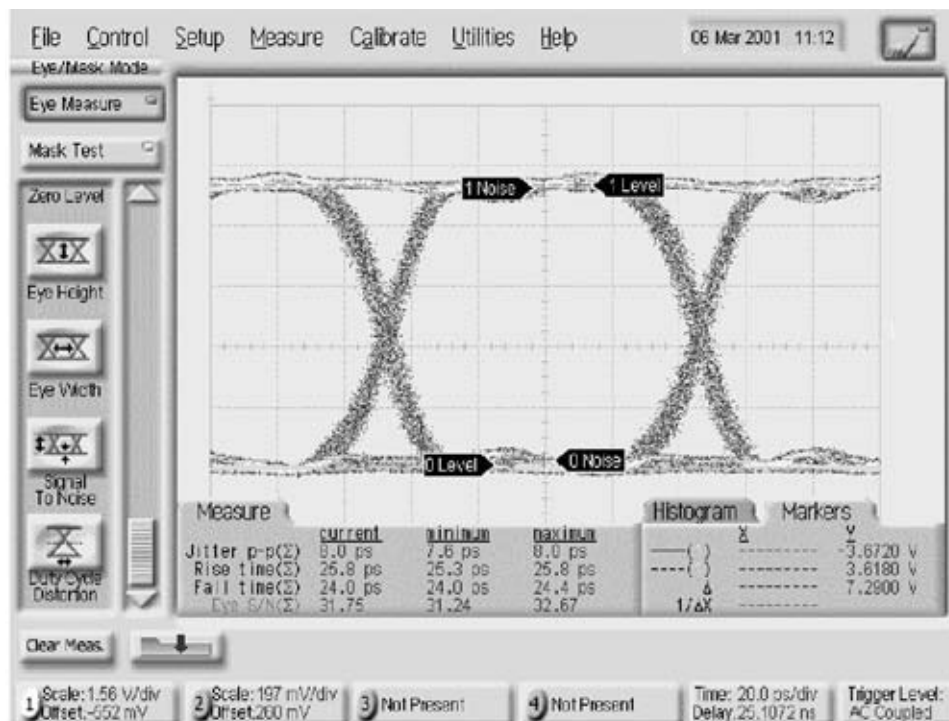 File Control Setup Measure Calibrate Utilities Help 06 Mar 2001 11:12
Eye/Mask Mode
Eye Measure
Mask Test
Zero Level
Eye Height
Eye Width
Signal
To Noise
Duty Cycle
Distortion
1 Noise
1 Level
0 Level
0 Noise
Measure
current minimum maximum
Jitter p-p(Σ) 8.0 ps 7.6 ps 8.0 ps
Rise time(Σ) 25.8 ps 25.3 ps 25.8 ps
Fall time(Σ) 24.0 ps 24.0 ps 24.4 ps
Eye S/N(Σ) 31.75 31.24 32.67
Histogram Markers
X Y
——( ) --------- -3.6720 V
----( ) --------- 3.6180 V
Δ --------- 7.2900 V
1/ΔX ---------
Clear Meas.
1 Scale: 1.56 V/div
Offset:-552 mV
2 Scale: 197 mV/div
Offset:260 mV
3 Not Present
4 Not Present
Time: 20.0 ps/div
Delay:25.1072 ns
Trigger Level:
AC Coupled